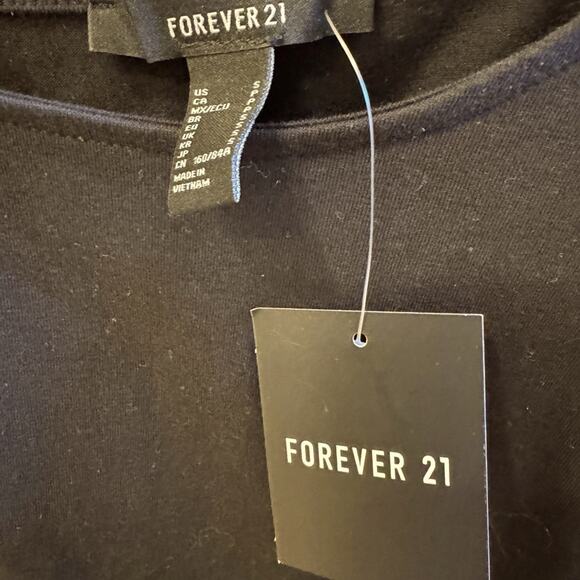 FOREVER 21
US S
CA P
MX/ECU P
BR P
EU S
UK S
KR S
JP S
CN 160/84A
MADE IN
VIETNAM
FOREVER 21